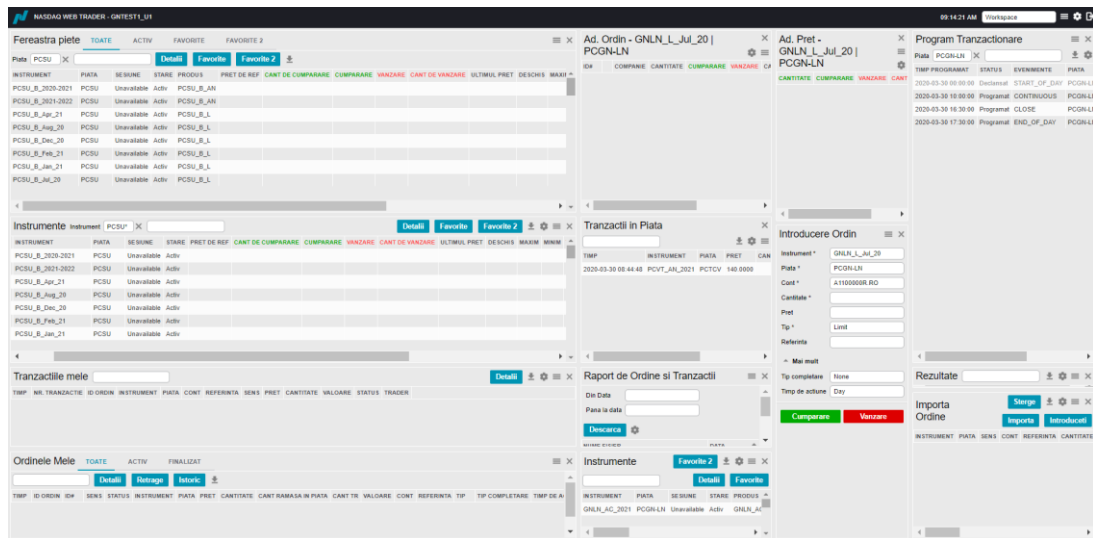 NASDAQ WEB TRADER - GNTEST1_U1
09:14:21 AM Workspace
Fereastra piete TOATE ACTIV FAVORITE FAVORITE 2
Piata PCSU Detalii Favorite Favorite 2
INSTRUMENT PIATA SESIUNE STARE PRODUS PRET DE REF CANT DE CUMPARARE CUMPARARE VANZARE CANT DE VANZARE ULTIMUL PRET DESCHIS MAXII
PCSU_B_2020-2021 PCSU Unavailable Activ PCSU_B_AN
PCSU_B_2021-2022 PCSU Unavailable Activ PCSU_B_AN
PCSU_B_Apr_21 PCSU Unavailable Activ PCSU_B_L
PCSU_B_Aug_20 PCSU Unavailable Activ PCSU_B_L
PCSU_B_Dec_20 PCSU Unavailable Activ PCSU_B_L
PCSU_B_Feb_21 PCSU Unavailable Activ PCSU_B_L
PCSU_B_Jan_21 PCSU Unavailable Activ PCSU_B_L
PCSU_B_Jul_20 PCSU Unavailable Activ PCSU_B_L
Ad. Ordin - GNLN_L_Jul_20 |
PCGN-LN
ID# COMPANIE CANTITATE CUMPARARE VANZARE
Ad. Pret -
GNLN_L_Jul_20 |
PCGN-LN
CANTITATE CUMPARARE VANZARE CANT
Program Tranzactionare
Piata PCGN-LN
TIMP PROGRAMAT STATUS EVENIMENTE PIATA
2020-03-30 09:00:00 Declansat START_OF_DAY PCGN-LI
2020-03-30 10:00:00 Programat CONTINUOUS PCGN-LI
2020-03-30 16:30:00 Programat CLOSE PCGN-LI
2020-03-30 17:30:00 Programat END_OF_DAY PCGN-LI
Instrumente Instrument PCSU* Detalii Favorite Favorite 2
INSTRUMENT PIATA SESIUNE STARE PRET DE REF CANT DE CUMPARARE CUMPARARE VANZARE CANT DE VANZARE ULTIMUL PRET DESCHIS MAXIM MINIM
PCSU_B_2020-2021 PCSU Unavailable Activ
PCSU_B_2021-2022 PCSU Unavailable Activ
PCSU_B_Apr_21 PCSU Unavailable Activ
PCSU_B_Aug_20 PCSU Unavailable Activ
PCSU_B_Dec_20 PCSU Unavailable Activ
PCSU_B_Feb_21 PCSU Unavailable Activ
PCSU_B_Jan_21 PCSU Unavailable Activ
Tranzactii in Piata
TIMP INSTRUMENT PIATA PRET CAN
2020-03-30 08:44:48 PCVT_AN_2021 PCTCV 140.0000
Introducere Ordin
Instrument * GNLN_L_Jul_20
Piata * PCGN-LN
Cont * A1100000R.RO
Cantitate *
Pret
Tip * Limit
Referinta
Mai mult
Tip completare None
Timp de actiune Day
Cumparare Vanzare
Tranzactiile mele Detalii
TIMP NR. TRANZACTIE ID ORDIN INSTRUMENT PIATA CONT REFERINTA SENS PRET CANTITATE VALOARE STATUS TRADER
Raport de Ordine si Tranzactii
Din Data
Pana la data
Descarca
Rezultate
Importa
Ordine
Sterge
Importa Introduceti
INSTRUMENT PIATA SENS CONT REFERINTA CANTITATE
Ordinele Mele TOATE ACTIV FINALIZAT
Detalii Retrage Istoric
TIMP ID ORDIN ID# SENS STATUS INSTRUMENT PIATA PRET CANTITATE CANT RAMASA IN PIATA CANT TR VALOARE CONT REFERINTA TIP TIP COMPLETARE TIMP DE A
Instrumente Favorite 2
Detalii Favorite
INSTRUMENT PIATA SESIUNE STARE PRODUS
GNLN_AC_2021 PCGN-LN Unavailable Activ GNLN_AC